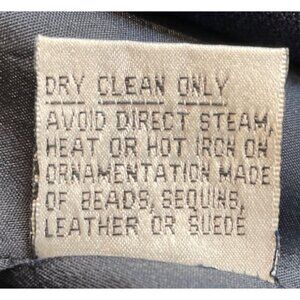 DRY CLEAN ONLY
AVOID DIRECT STEAM,
HEAT OR HOT IRON ON
ORNAMENTATION MADE
OF BEADS, SEQUINS,
LEATHER OR SUEDE